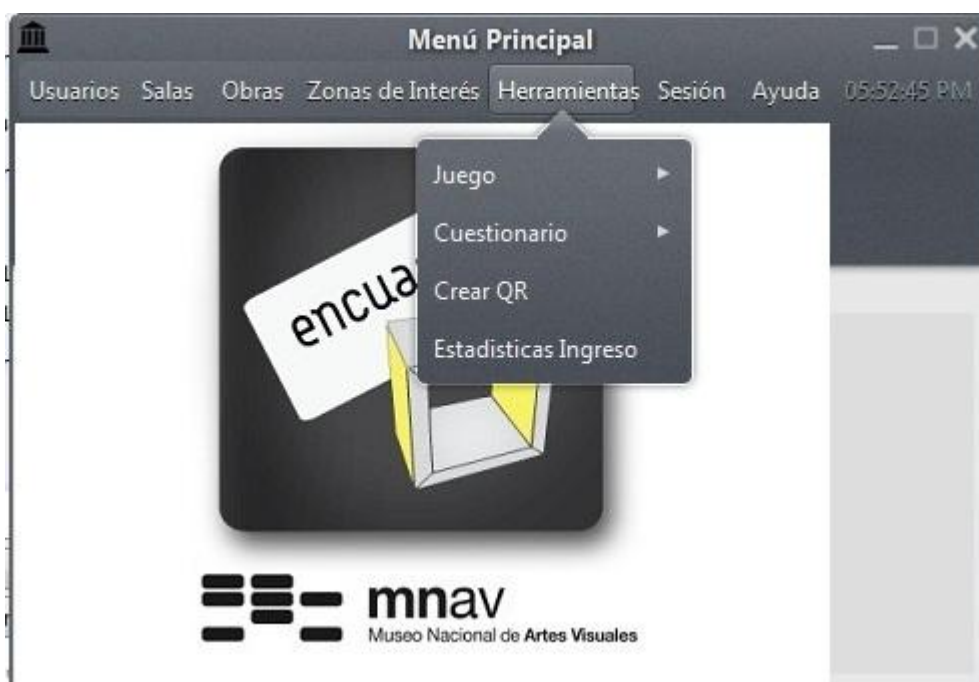 Menú Principal
Usuarios Salas Obras Zonas de Interés Herramientas Sesión Ayuda 05:52:45 PM
Juego
Cuestionario
Crear QR
Estadisticas Ingreso
encua
mnav
Museo Nacional de Artes Visuales